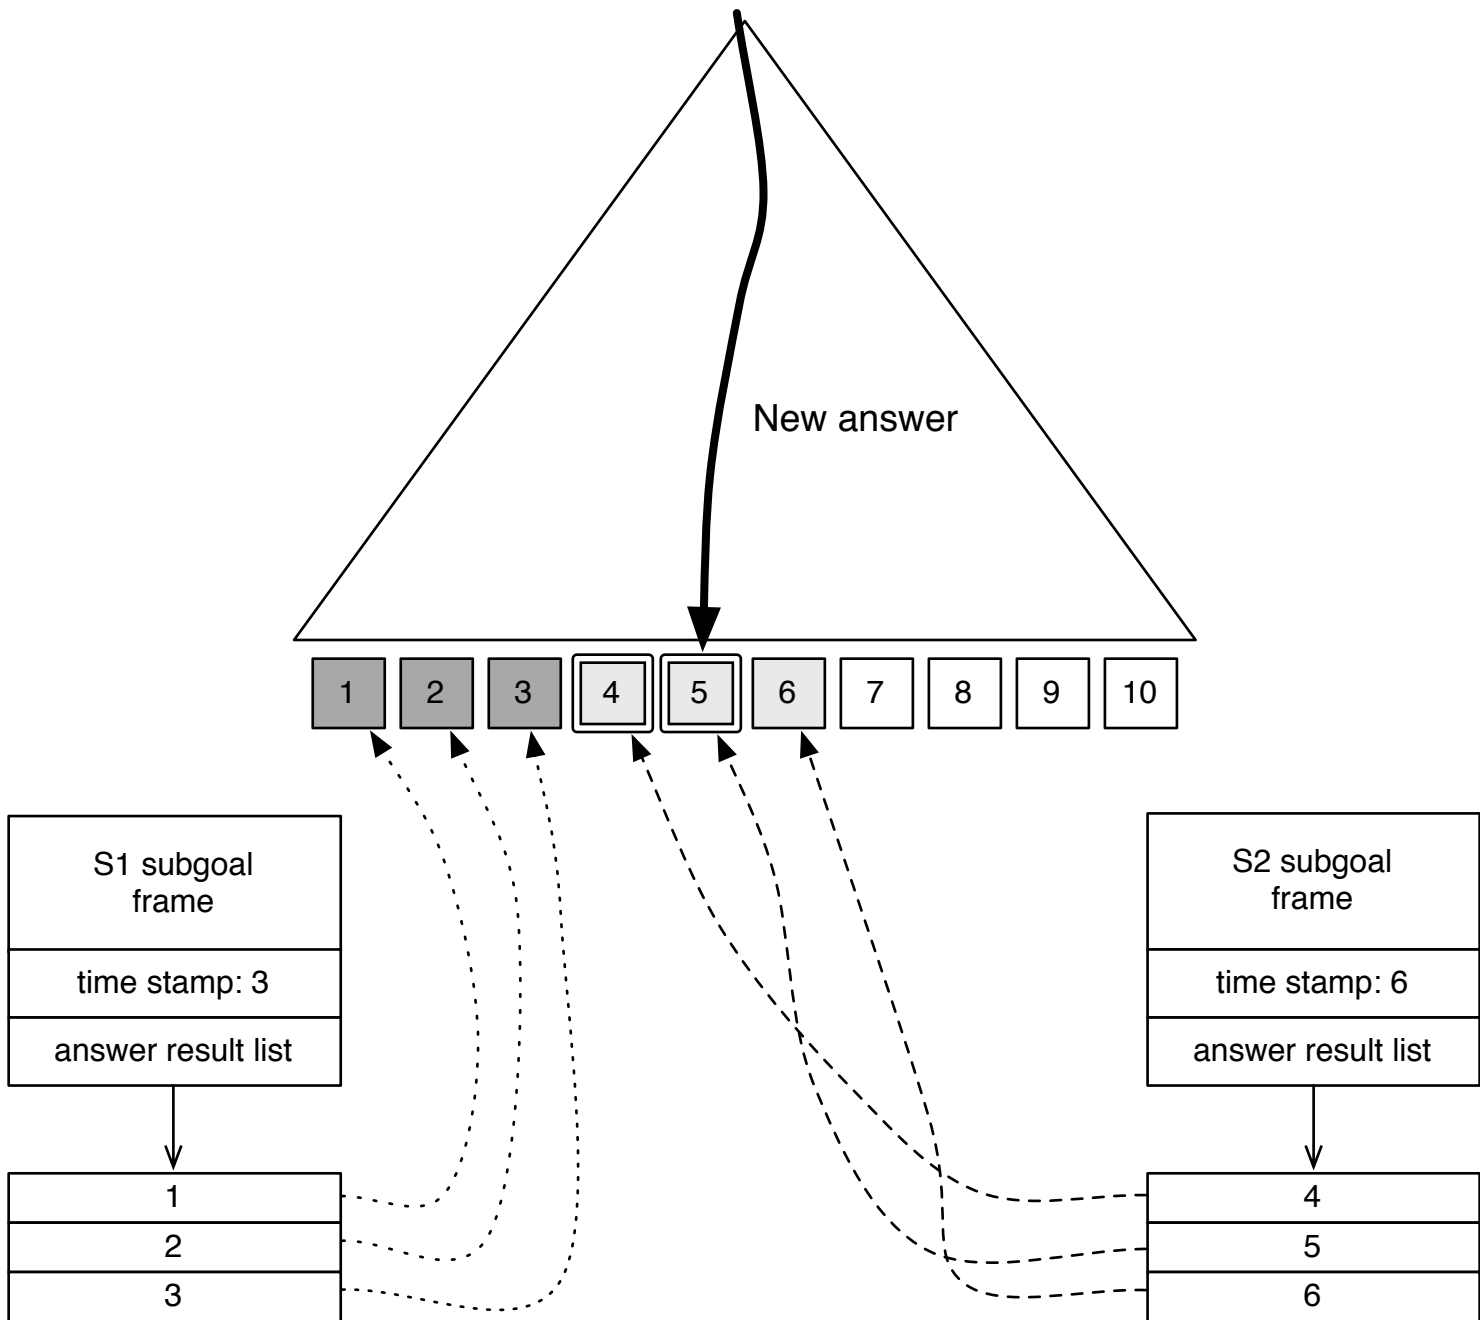 New answer
1 2 3 4 5 6 7 8 9 10
S1 subgoal
frame
time stamp: 3
answer result list
1
2
3
S2 subgoal
frame
time stamp: 6
answer result list
4
5
6